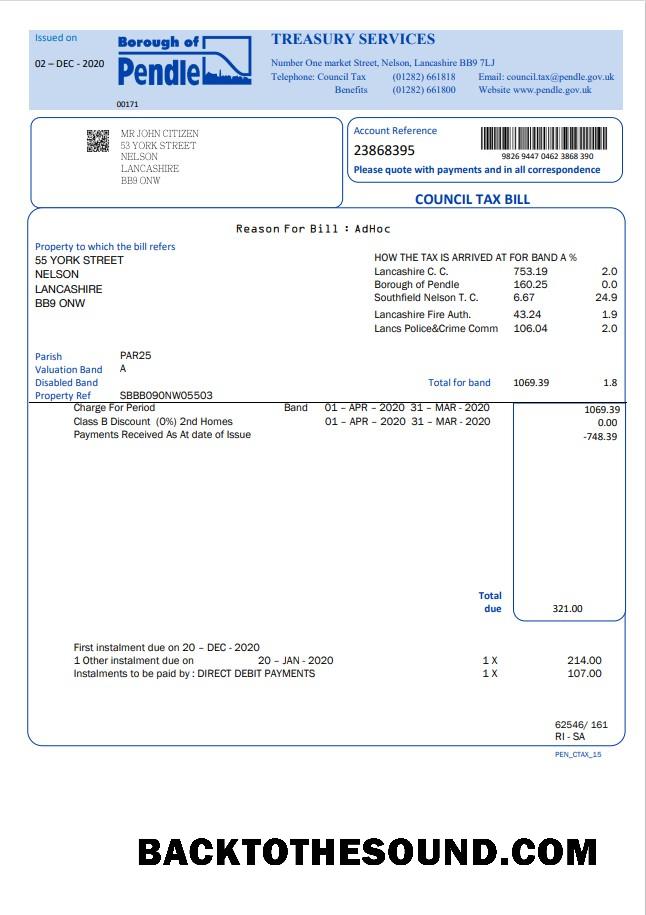 Issued on
02 – DEC - 2020
Borough of
Pendle
00171
TREASURY SERVICES
Number One market Street, Nelson, Lancashire BB9 7LJ
Telephone: Council Tax (01282) 661818 Email: council.tax@pendle.gov.uk
Benefits (01282) 661800 Website www.pendle.gov.uk
MR JOHN CITIZEN
53 YORK STREET
NELSON
LANCASHIRE
BB9 ONW
Account Reference
23868395
9826 9447 0462 3868 390
Please quote with payments and in all correspondence
COUNCIL TAX BILL
Reason For Bill : AdHoc
Property to which the bill refers
55 YORK STREET
NELSON
LANCASHIRE
BB9 ONW
HOW THE TAX IS ARRIVED AT FOR BAND A %
Lancashire C. C. 753.19 2.0
Borough of Pendle 160.25 0.0
Southfield Nelson T. C. 6.67 24.9
Lancashire Fire Auth. 43.24 1.9
Lancs Police&Crime Comm 106.04 2.0
Parish PAR25
Valuation Band A
Disabled Band
Total for band 1069.39 1.8
Property Ref SBBB090NW05503
Charge For Period Band 01 – APR – 2020 31 – MAR - 2020 1069.39
Class B Discount (0%) 2nd Homes 01 – APR – 2020 31 – MAR - 2020 0.00
Payments Received As At date of Issue -748.39
Total
due 321.00
First instalment due on 20 – DEC - 2020
1 Other instalment due on 20 – JAN - 2020 1 X 214.00
Instalments to be paid by : DIRECT DEBIT PAYMENTS 1 X 107.00
62546/ 161
RI - SA
PEN_CTAX_15
BACKTOTHESOUND.COM